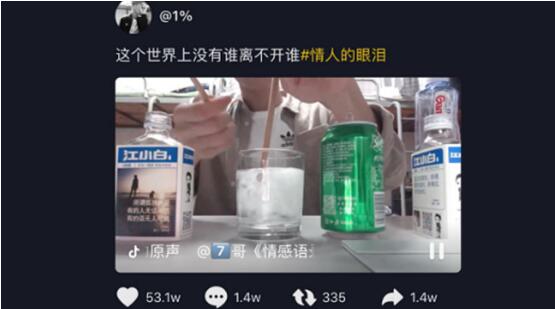 @1%
这个世界上没有谁离不开谁#情人的眼泪
江小白
江小白
原声 @7哥《情感语
53.1w
1.4w
335
1.4w